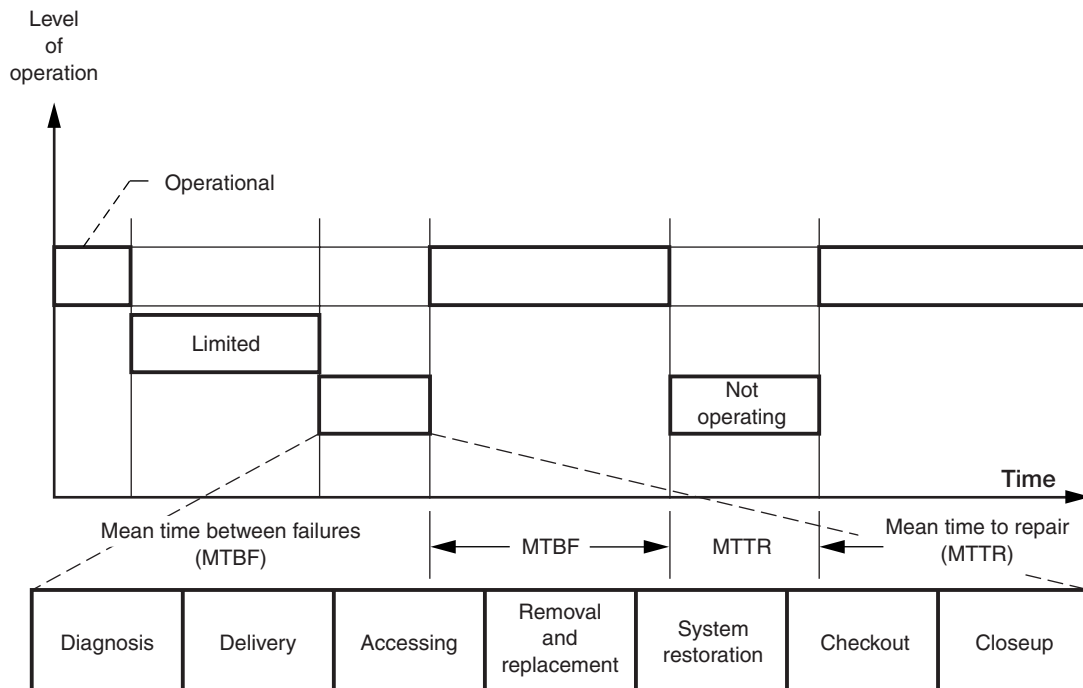 Level
of
operation
Operational
Limited
Not
operating
Time
Mean time between failures
(MTBF)
MTBF
MTTR
Mean time to repair
(MTTR)
Diagnosis
Delivery
Accessing
Removal
and
replacement
System
restoration
Checkout
Closeup